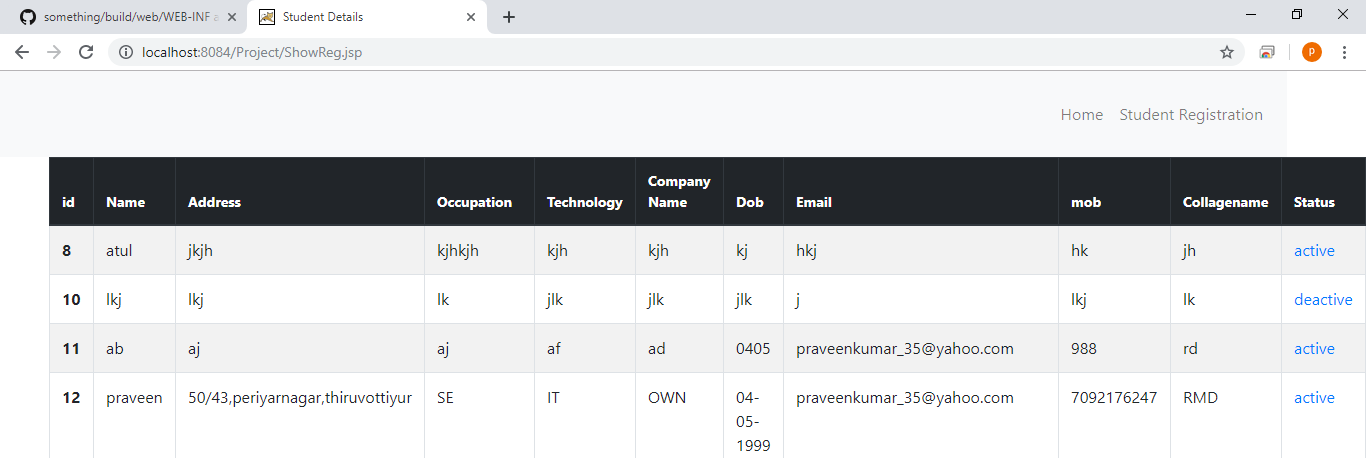 something/build/web/WEB-INF a
Student Details
localhost:8084/Project/ShowReg.jsp
P
Home Student Registration
id Name Address Occupation Technology Company Name Dob Email mob Collagename Status
8 atul jkjh kjhkjh kjh kjh kj hkj hk jh active
10 lkj lkj lk jlk jlk jlk j lkj lk deactive
11 ab aj aj af ad 0405 praveenkumar_35@yahoo.com 988 rd active
12 praveen 50/43,periyarnagar,thiruvottiyur SE IT OWN 04-05-1999 praveenkumar_35@yahoo.com 7092176247 RMD active